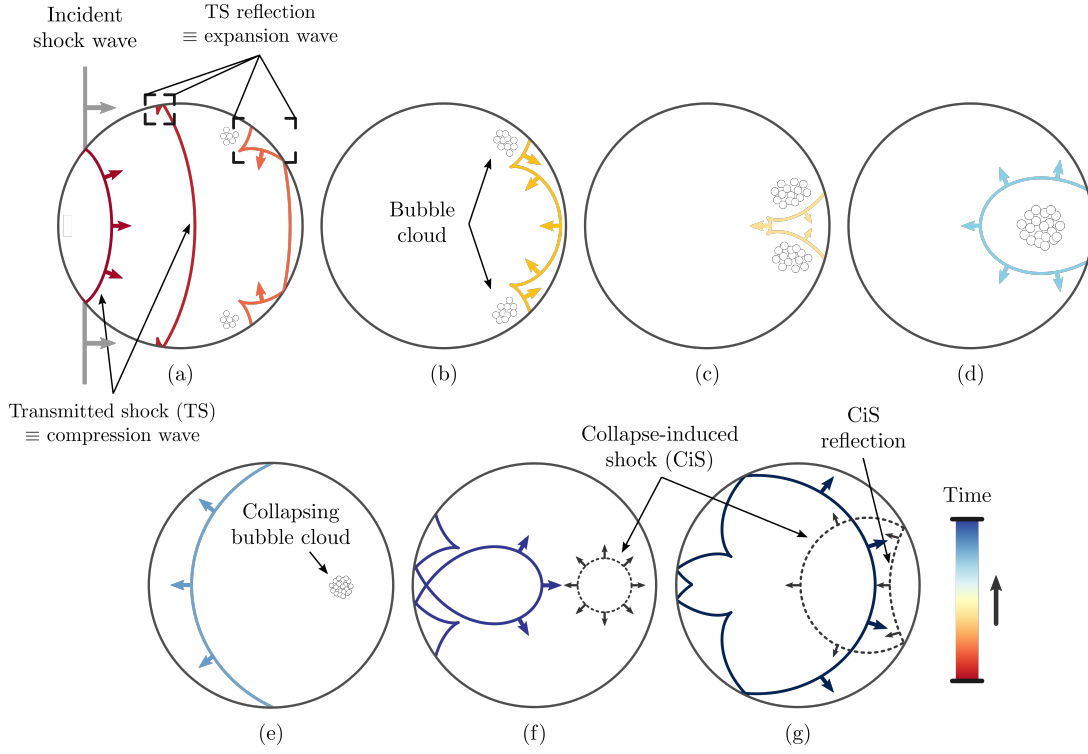 Incident
shock wave
TS reflection
≡ expansion wave
Bubble
cloud
(a)
(b)
(c)
(d)
Transmitted shock (TS)
≡ compression wave
Collapse-induced
shock (CiS)
CiS
reflection
Collapsing
bubble cloud
Time
(e)
(f)
(g)